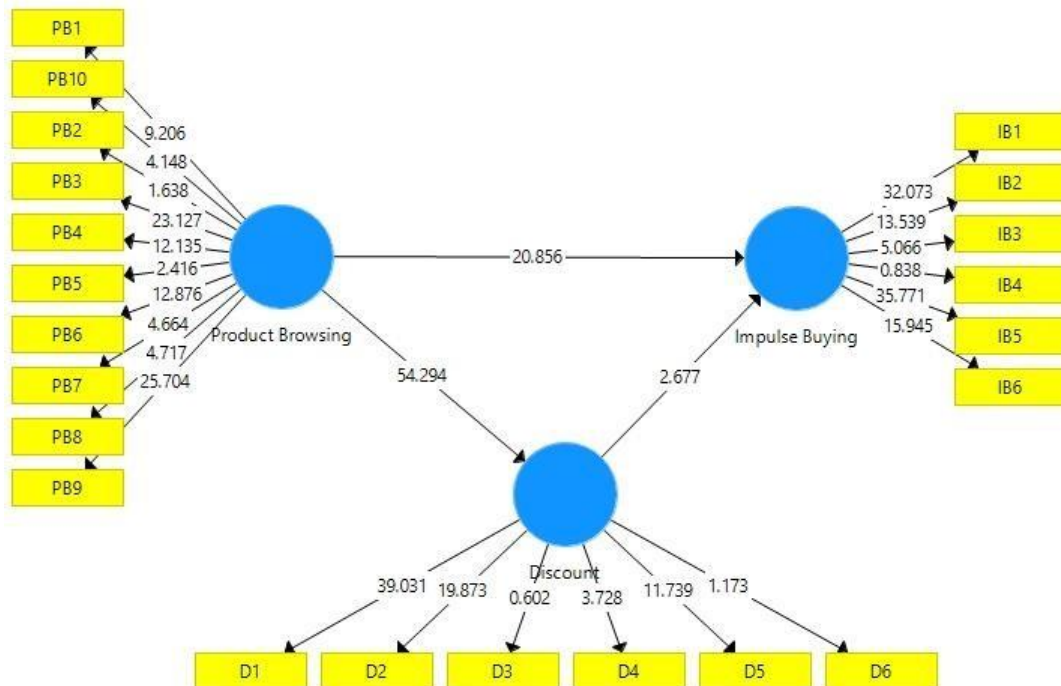 PB1
PB10
PB2
PB3
PB4
PB5
PB6
PB7
PB8
PB9
9.206
4.148
1.638
23.127
12.135
2.416
12.876
4.664
4.717
25.704
Product Browsing
20.856
54.294
2.677
Impulse Buying
32.073
13.539
5.066
0.838
35.771
15.945
IB1
IB2
IB3
IB4
IB5
IB6
Discount
39.031
19.873
0.602
3.728
11.739
1.173
D1
D2
D3
D4
D5
D6